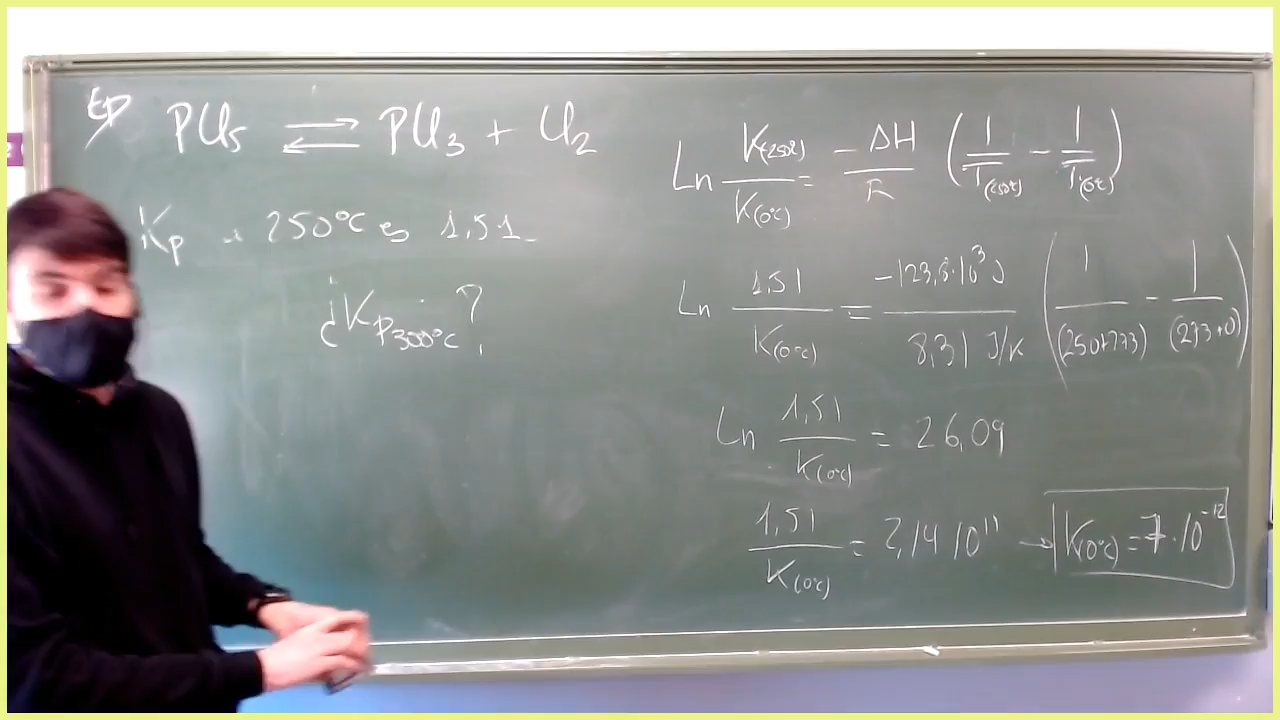 Ej PCl5 ⇌ PCl3 + Cl2
Kp a 250°C es 1,51.
¿Kp300°C?
Ln K(250°C)/K(0°C) = -ΔH/R (1/T(250°C) - 1/T(0°C))
Ln 1,51/K(0°C) = -123,8·10³ J/8,31 J/K (1/(250+273) - 1/(273+0))
Ln 1,51/K(0°C) = 26,09
1,51/K(0°C) = 2,14 10¹¹ → K(0°C) = 7·10⁻¹²